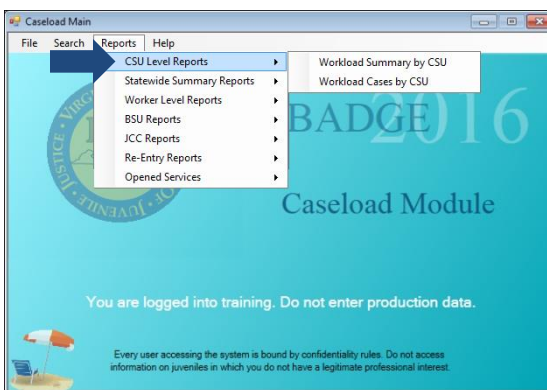 Caseload Main
File Search Reports Help
CSU Level Reports
Statewide Summary Reports
Worker Level Reports
BSU Reports
JCC Reports
Re-Entry Reports
Opened Services
Workload Summary by CSU
Workload Cases by CSU
BADGE 2016
Caseload Module
You are logged into training. Do not enter production data.
Every user accessing the system is bound by confidentiality rules. Do not access
information on juveniles in which you do not have a legitimate professional interest.